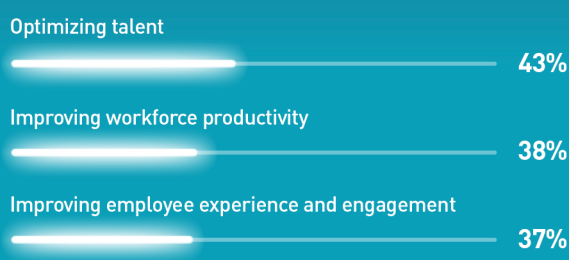 Optimizing talent
43%
Improving workforce productivity
38%
Improving employee experience and engagement
37%